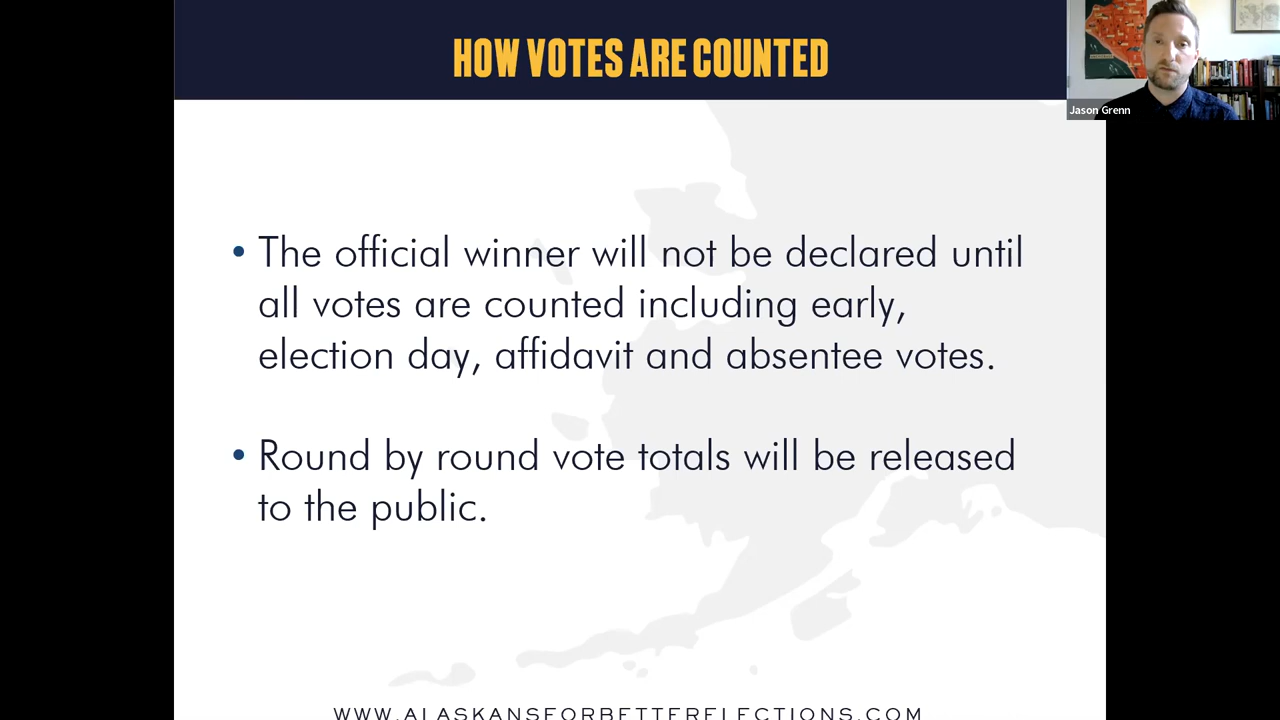 HOW VOTES ARE COUNTED
Jason Grenn
• The official winner will not be declared until
all votes are counted including early,
election day, affidavit and absentee votes.
• Round by round vote totals will be released
to the public.
WWW.ALASKANSFORBETTERELECTIONS.COM